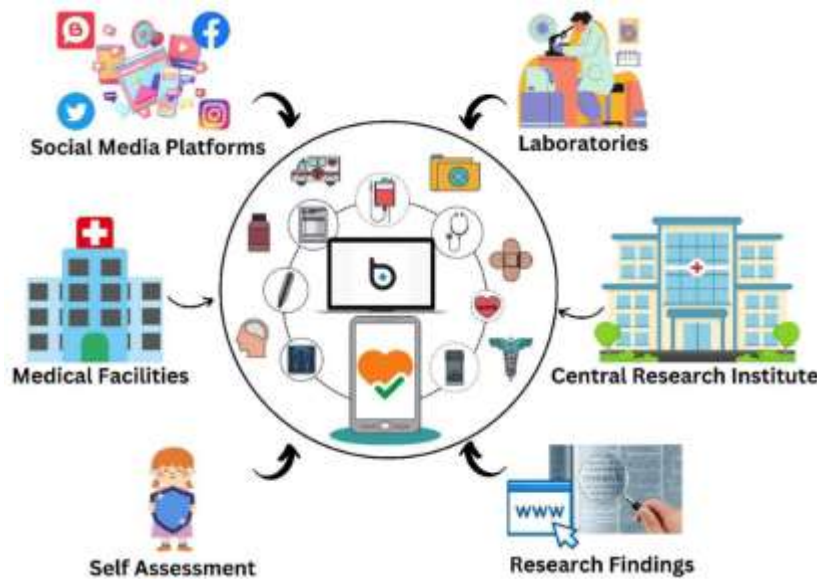 Social Media Platforms
Laboratories
Medical Facilities
Central Research Institute
Self Assessment
www
Research Findings